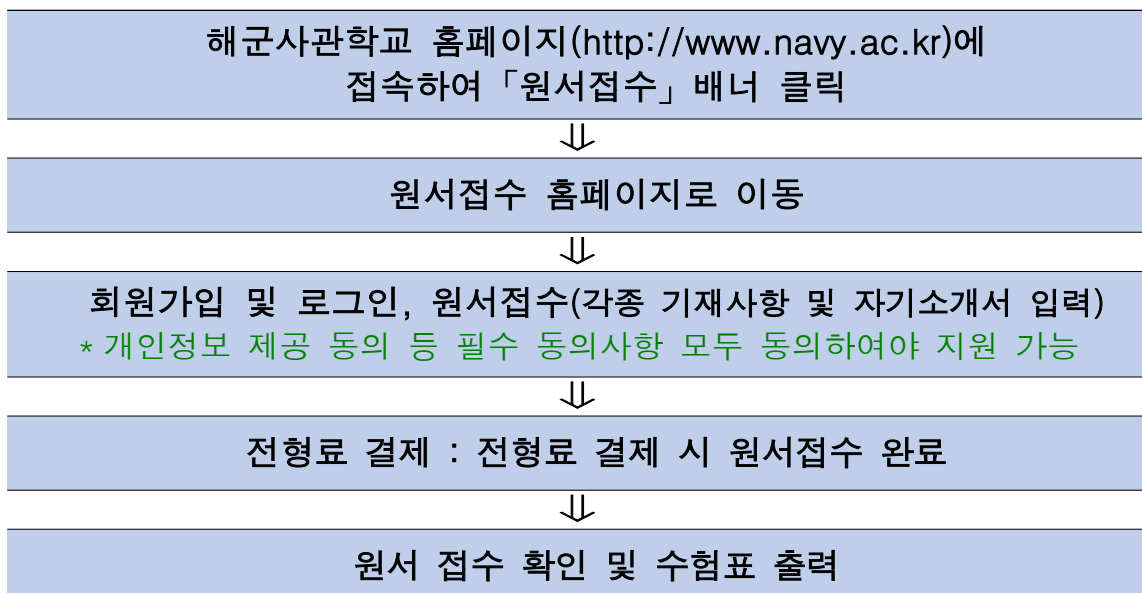 해군사관학교 홈페이지(http://www.navy.ac.kr)에
접속하여「원서접수」배너 클릭
⇓
원서접수 홈페이지로 이동
⇓
회원가입 및 로그인, 원서접수(각종 기재사항 및 자기소개서 입력)
* 개인정보 제공 동의 등 필수 동의사항 모두 동의하여야 지원 가능
⇓
전형료 결제 : 전형료 결제 시 원서접수 완료
⇓
원서 접수 확인 및 수험표 출력